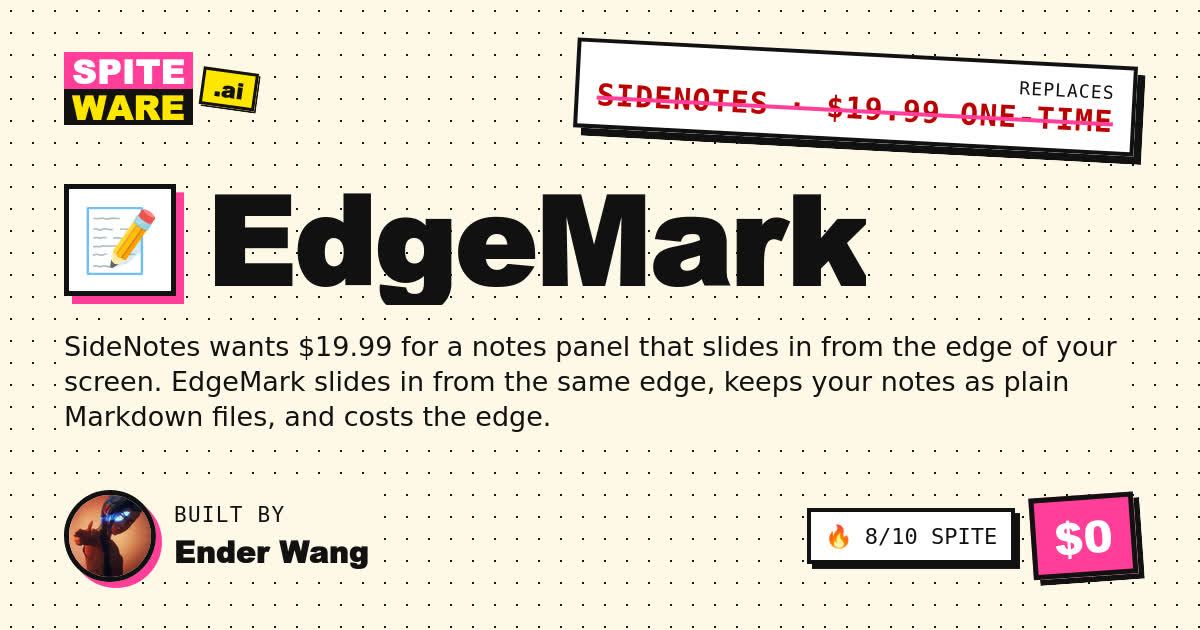 SPITE
WARE
.ai
REPLACES
SIDENOTES · $19.99 ONE-TIME
EdgeMark
SideNotes wants $19.99 for a notes panel that slides in from the edge of your
screen. EdgeMark slides in from the same edge, keeps your notes as plain
Markdown files, and costs the edge.
BUILT BY
Ender Wang
🔥 8/10 SPITE
$0